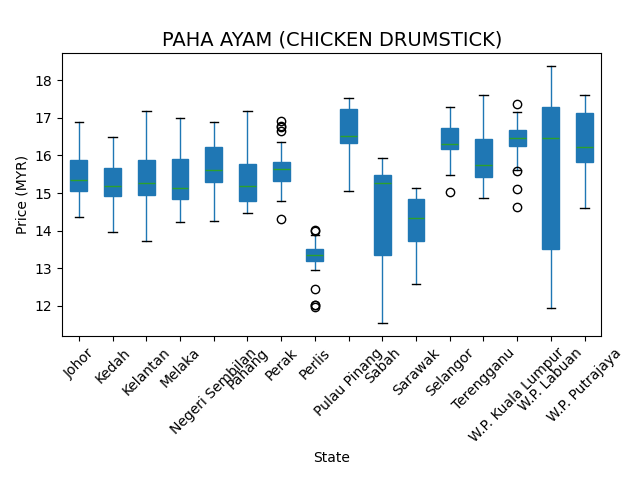 PAHA AYAM (CHICKEN DRUMSTICK)
Price (MYR)
18
17
16
15
14
13
12
Johor
Kedah
Kelantan
Melaka
Negeri Sembilan
Pahang
Perak
Perlis
Pulau Pinang
Sabah
Sarawak
Selangor
Terengganu
W.P. Kuala Lumpur
W.P. Labuan
W.P. Putrajaya
State